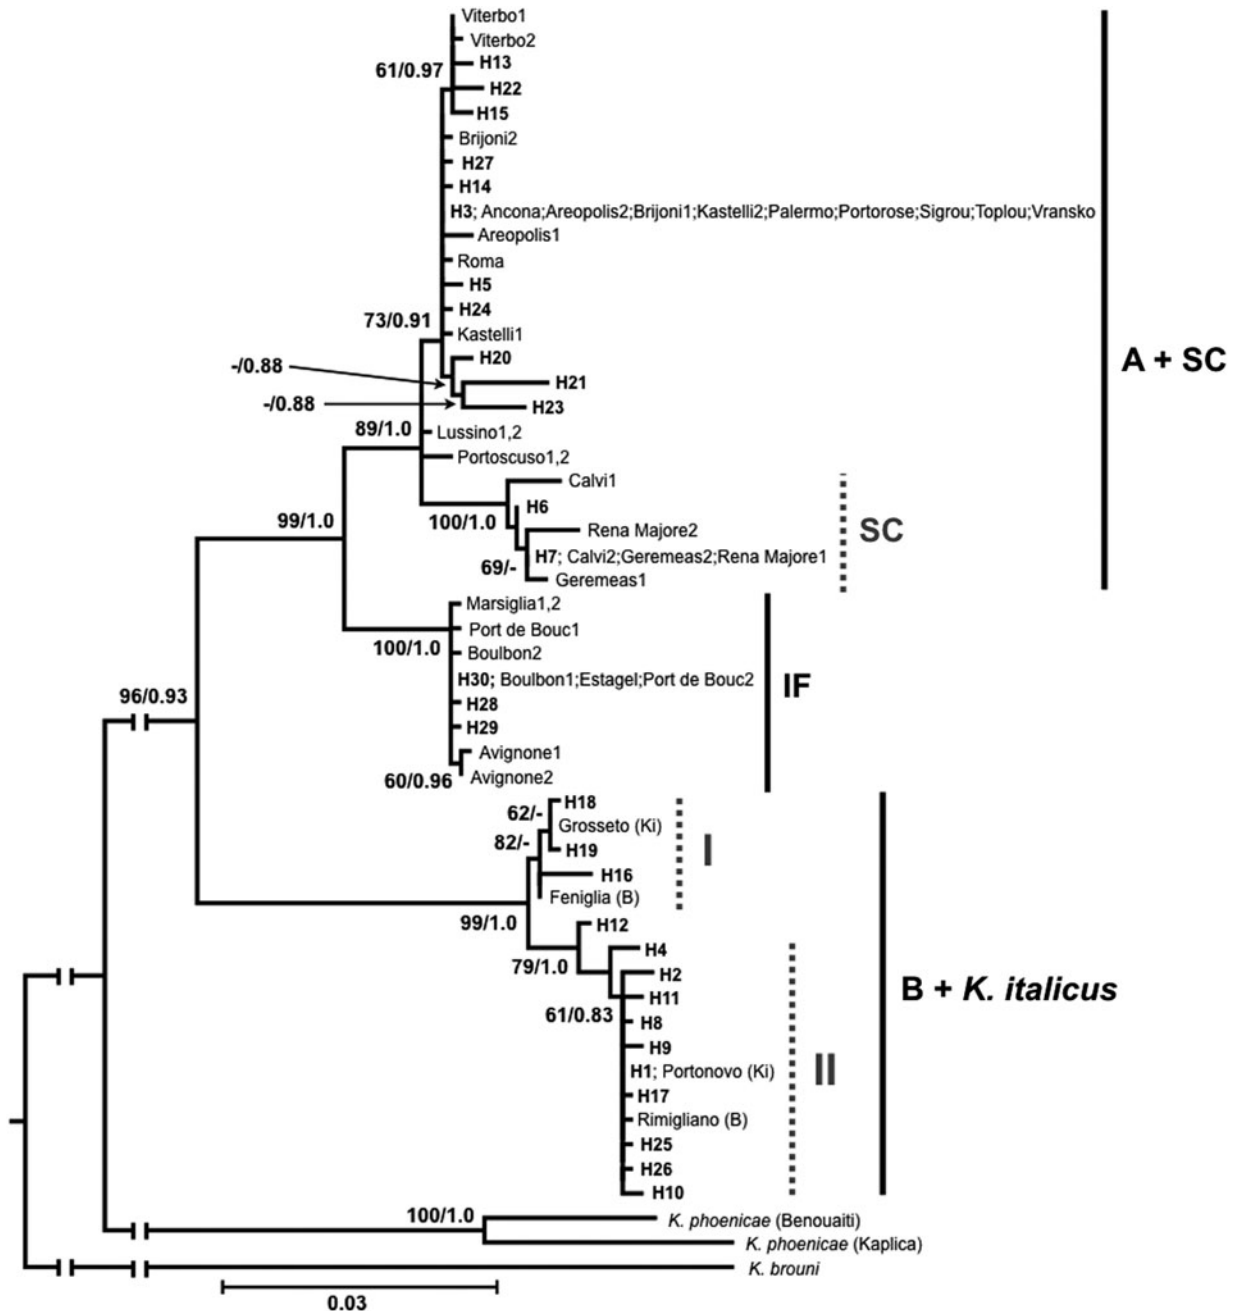 Viterbo1
Viterbo2
61/0.97
H13
H22
H15
Brijoni2
H27
H14
H3; Ancona;Areopolis2;Brijoni1;Kastelli2;Palermo;Portorose;Sigrou;Toplou;Vransko
Areopolis1
Roma
H5
H24
73/0.91
Kastelli1
H20
-/0.88
A + SC
H21
-/0.88
H23
89/1.0
Lussino1,2
Portoscuso1,2
Calvi1
H6
99/1.0
100/1.0
Rena Majore2
SC
H7; Calvi2;Geremeas2;Rena Majore1
69/-
Geremeas1
Marsiglia1,2
Port de Bouc1
100/1.0
Boulbon2
H30; Boulbon1;Estagel;Port de Bouc2
IF
96/0.93
H28
H29
Avignone1
60/0.96
Avignone2
H18
62/-
Grosseto (Ki)
82/-
H19
I
H16
Feniglia (B)
99/1.0
H12
H4
79/1.0
H2
B + K. italicus
H11
61/0.83
H8
H9
H1; Portonovo (Ki)
II
H17
Rimigliano (B)
H25
H26
H10
100/1.0
K. phoenicae (Benouaiti)
K. phoenicae (Kaplica)
K. brouni
0.03